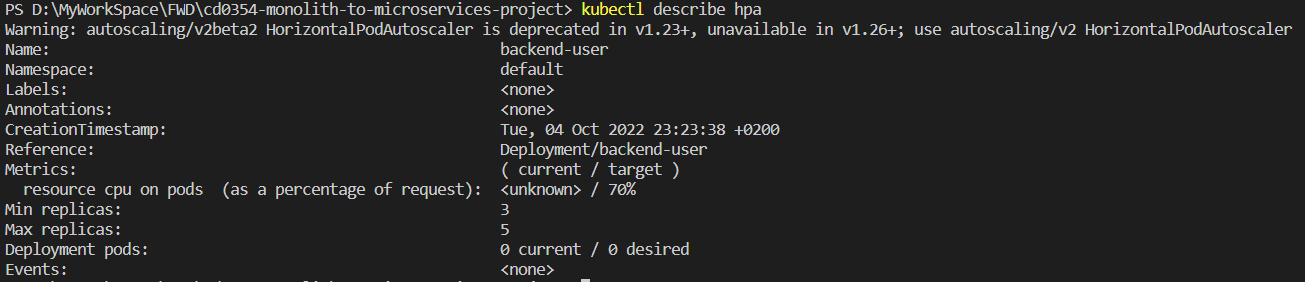 PS D:\MyWorkSpace\FWD\cd0354-monolith-to-microservices-project> kubectl describe hpa
Warning: autoscaling/v2beta2 HorizontalPodAutoscaler is deprecated in v1.23+, unavailable in v1.26+; use autoscaling/v2 HorizontalPodAutoscaler
Name: backend-user
Namespace: default
Labels: <none>
Annotations: <none>
CreationTimestamp: Tue, 04 Oct 2022 23:23:38 +0200
Reference: Deployment/backend-user
Metrics: ( current / target )
  resource cpu on pods  (as a percentage of request): <unknown> / 70%
Min replicas: 3
Max replicas: 5
Deployment pods: 0 current / 0 desired
Events: <none>